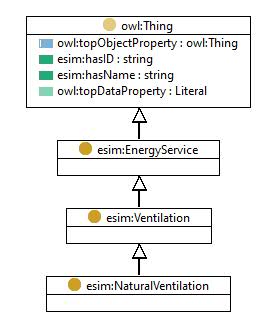 owl:Thing
owl:topObjectProperty : owl:Thing
esim:hasID : string
esim:hasName : string
owl:topDataProperty : Literal
esim:EnergyService
esim:Ventilation
esim:NaturalVentilation